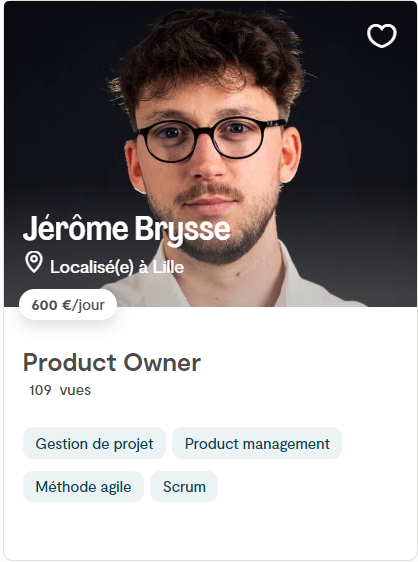 Jérôme Brysse
Localisé(e) à Lille
600 €/jour
Product Owner
109 vues
Gestion de projet
Product management
Méthode agile
Scrum